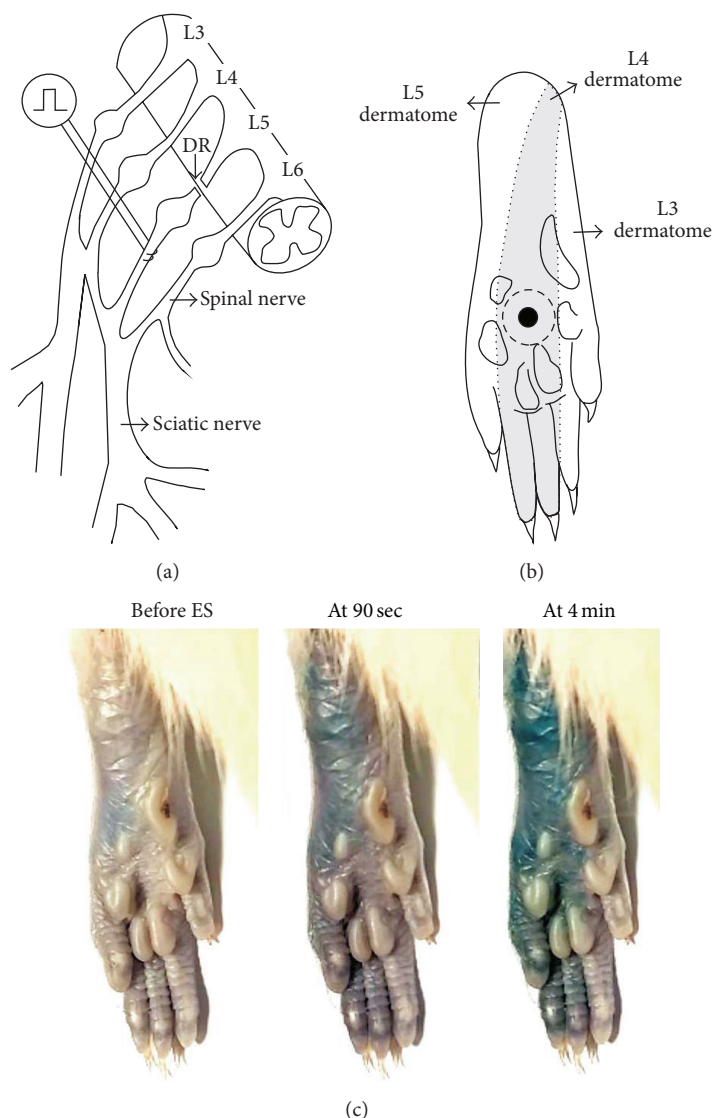 L3
L4
L5
DR
L6
Spinal nerve
Sciatic nerve
(a)
L4
dermatome
L5
dermatome
L3
dermatome
(b)
Before ES
At 90 sec
At 4 min
(c)